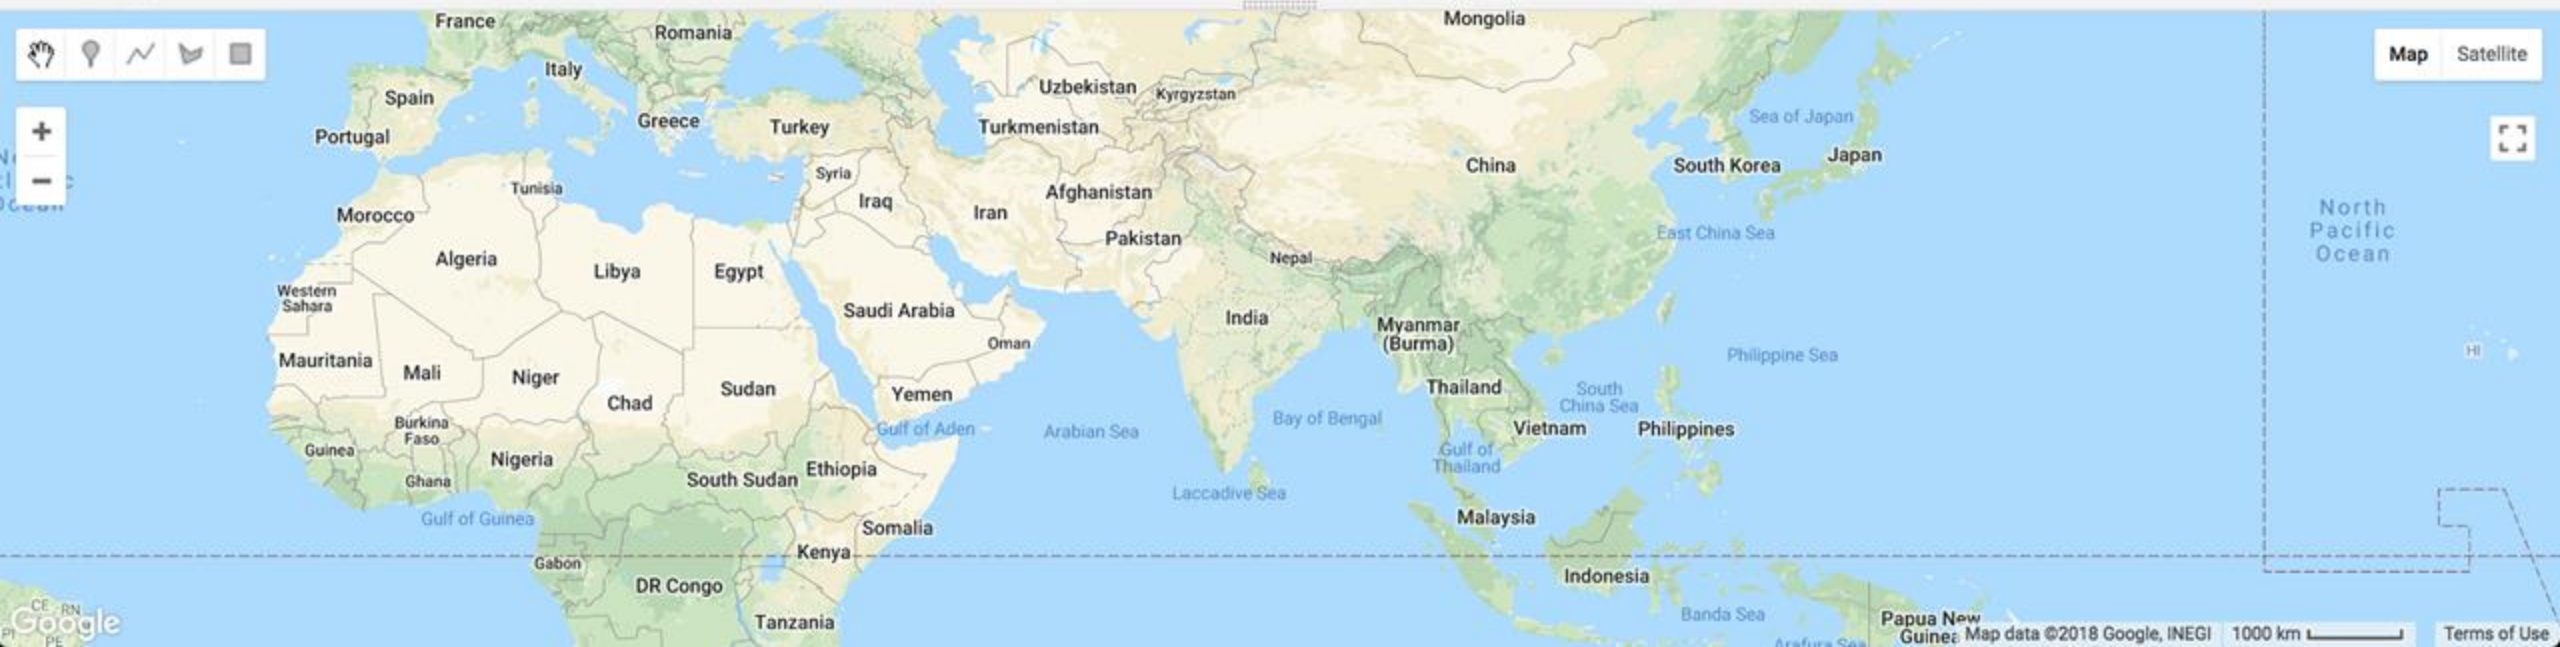 France
Romania
Mongolia
Map Satellite
Italy
Uzbekistan
Kyrgyzstan
Spain
Greece
Turkey
Turkmenistan
Sea of Japan
Portugal
China
South Korea
Japan
Syria
Tunisia
Afghanistan
Iraq
Iran
Morocco
North
Pacific
Ocean
Pakistan
East China Sea
Algeria
Libya
Egypt
Nepal
Western
Sahara
Saudi Arabia
India
Myanmar
(Burma)
Oman
HI
Philippine Sea
Mauritania
Mali
Niger
Chad
Sudan
Yemen
Thailand
South
China Sea
Burkina
Faso
Gulf of Aden
Arabian Sea
Bay of Bengal
Vietnam
Philippines
Guinea
Nigeria
Ghana
South Sudan
Ethiopia
Gulf of
Thailand
Laccadive Sea
Gulf of Guinea
Somalia
Malaysia
Kenya
Gabon
DR Congo
Indonesia
CE RN
PE
Google
Tanzania
Banda Sea
Arafura Sea
Papua New
Guinea
Map data ©2018 Google, INEGI
1000 km
Terms of Use